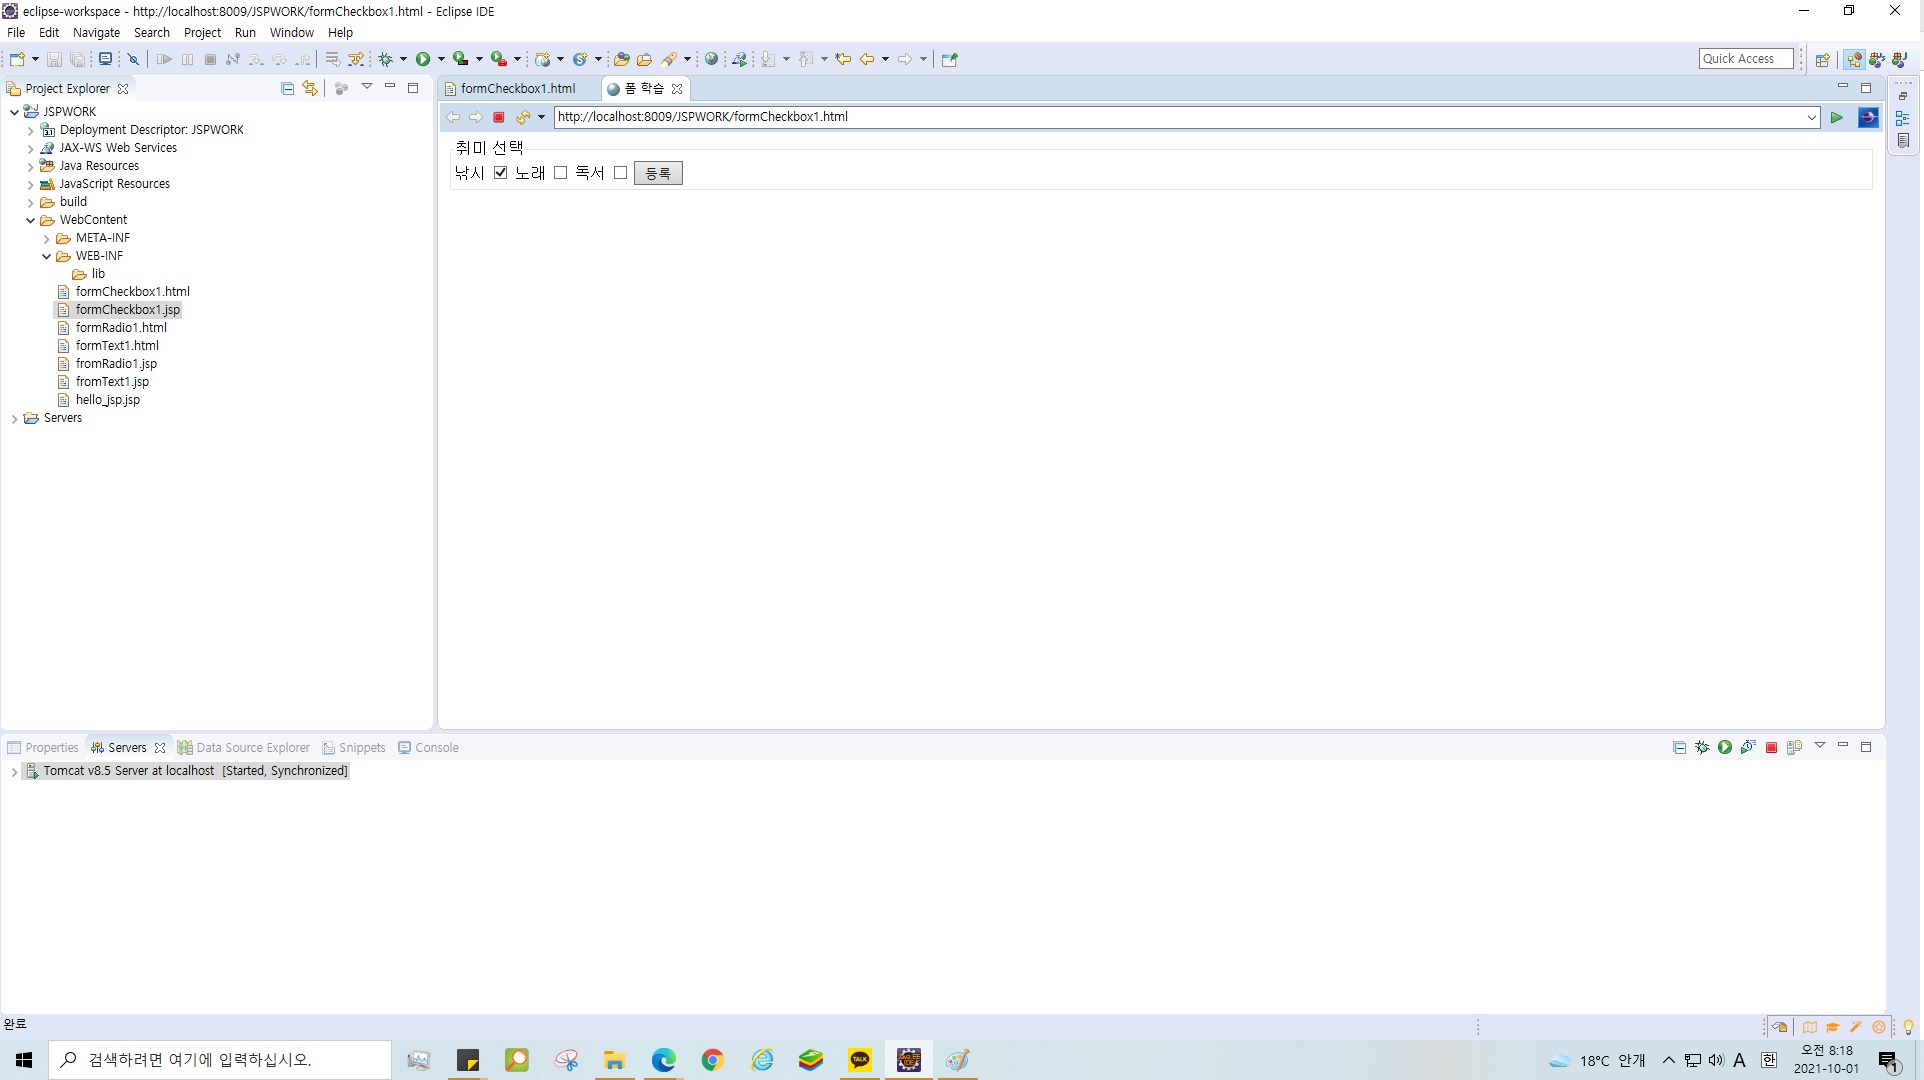 eclipse-workspace - http://localhost:8009/JSPWORK/formCheckbox1.html - Eclipse IDE
File Edit Navigate Search Project Run Window Help
Quick Access
Project Explorer
formCheckbox1.html 폼 학습
http://localhost:8009/JSPWORK/formCheckbox1.html
JSPWORK
Deployment Descriptor: JSPWORK
JAX-WS Web Services
Java Resources
JavaScript Resources
build
WebContent
META-INF
WEB-INF
lib
formCheckbox1.html
formCheckbox1.jsp
formRadio1.html
formText1.html
fromRadio1.jsp
fromText1.jsp
hello_jsp.jsp
Servers
취미 선택
낚시 노래 독서 등록
Properties Servers Data Source Explorer Snippets Console
Tomcat v8.5 Server at localhost [Started, Synchronized]
완료
검색하려면 여기에 입력하십시오.
TALK
18°C 안개
A 한
오전 8:18
2021-10-01
1